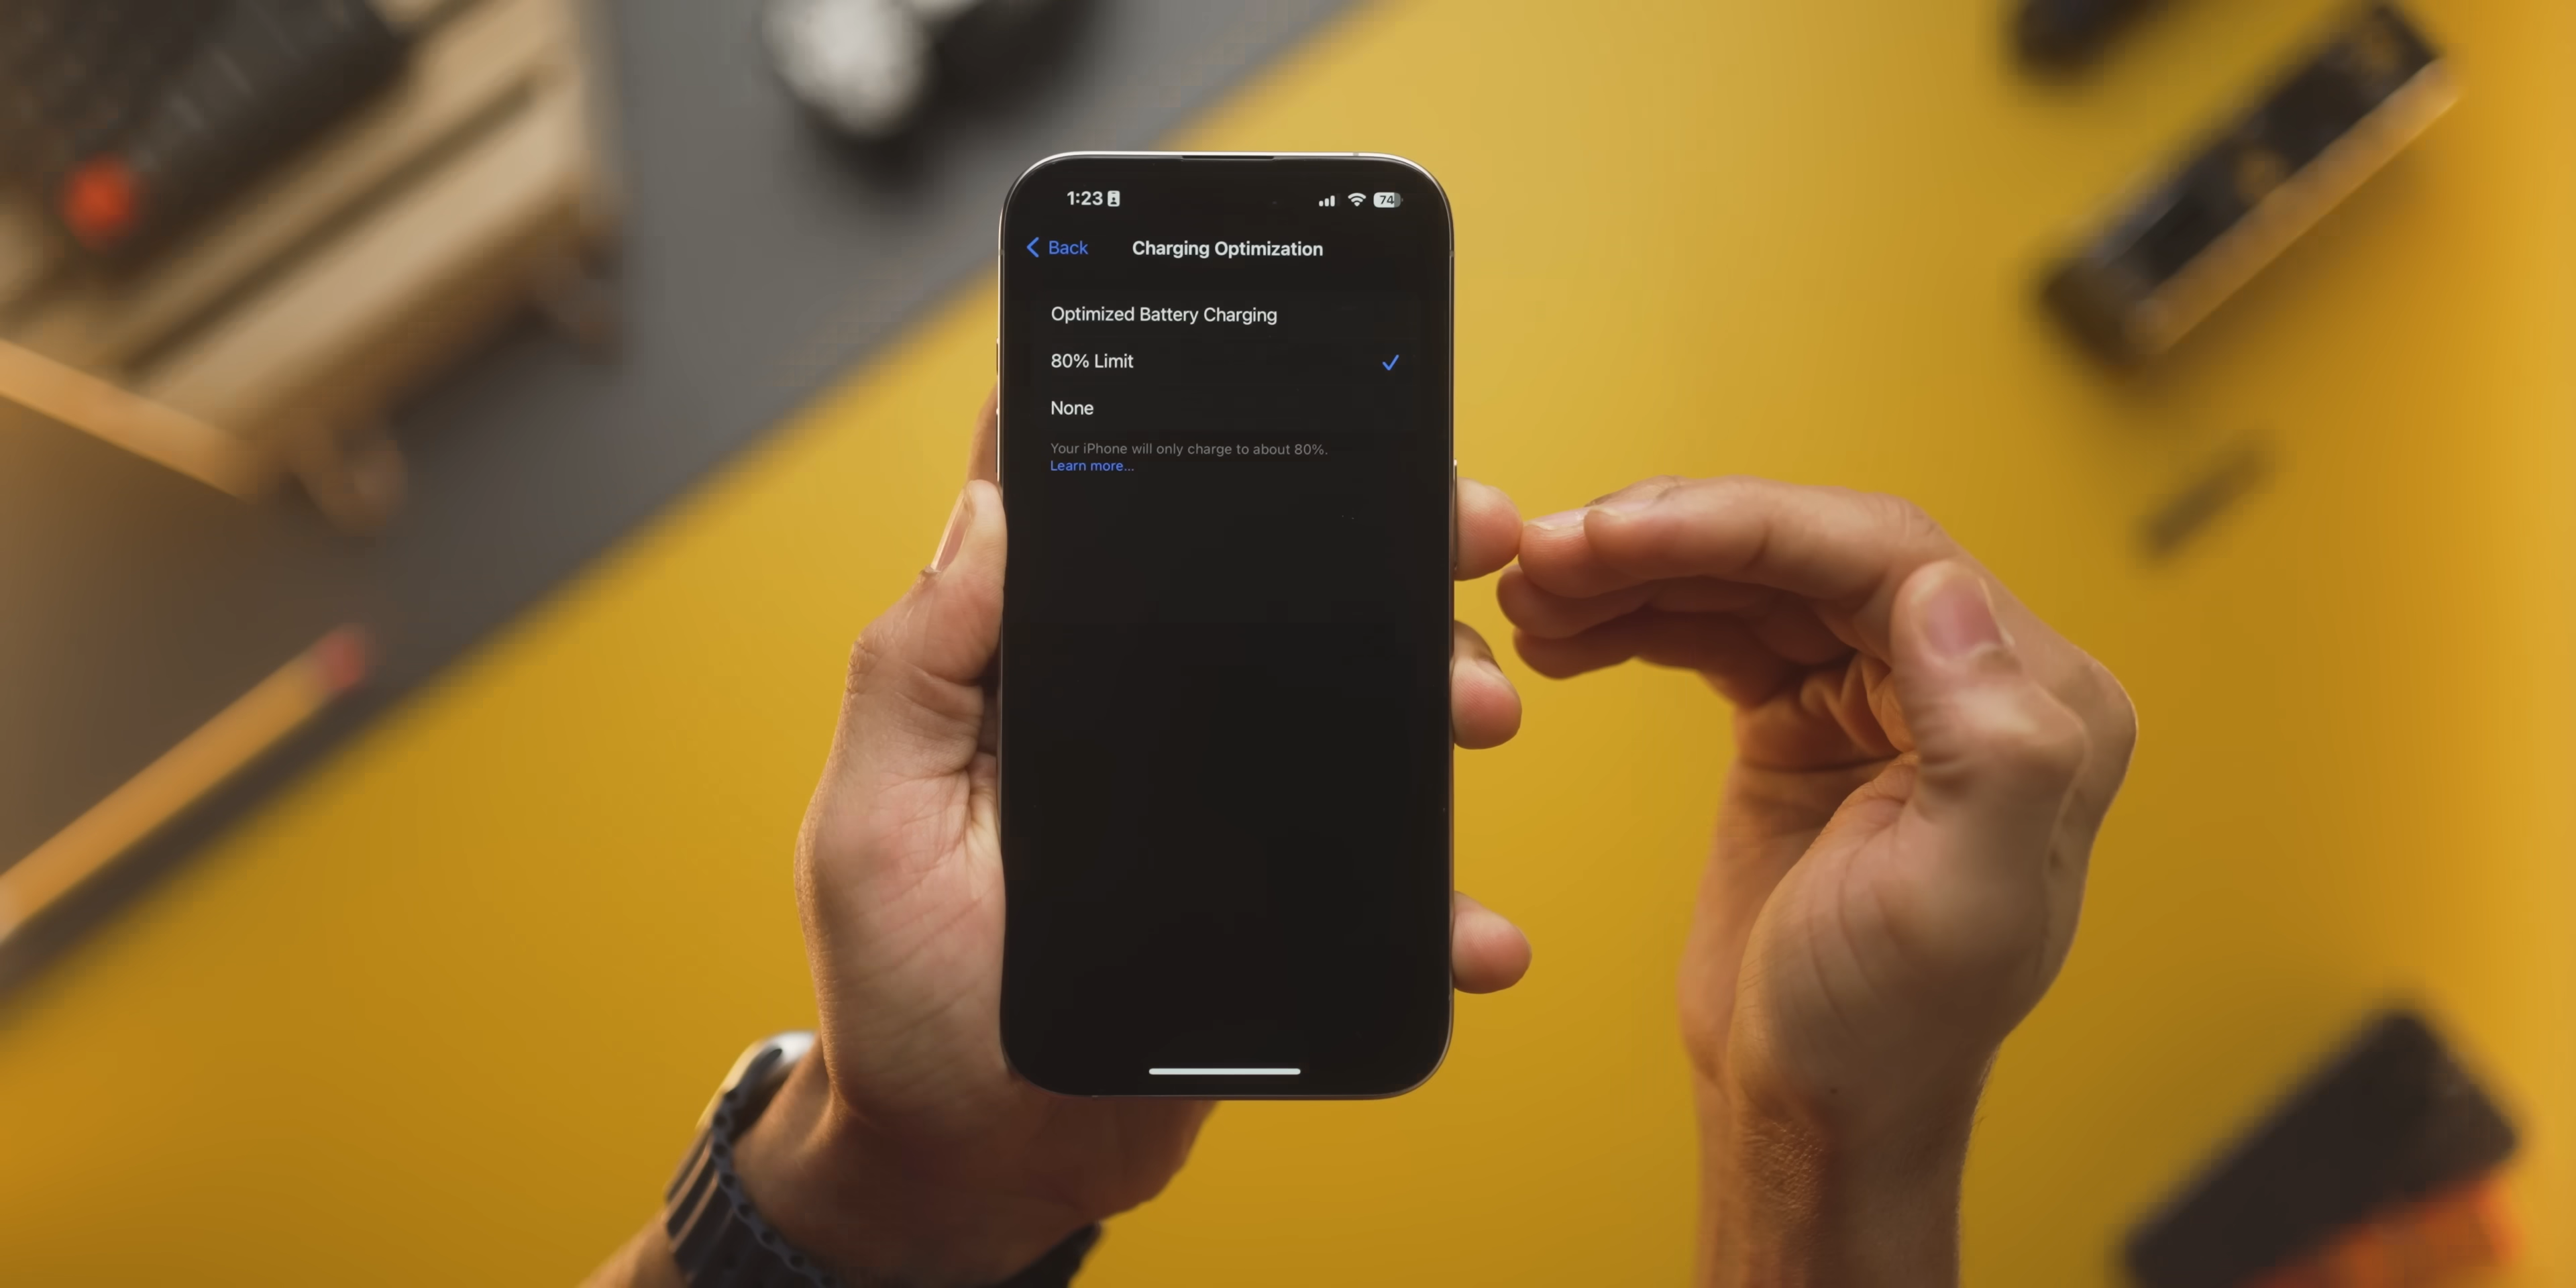 1:23
74
Back
Charging Optimization
Optimized Battery Charging
80% Limit
None
Your iPhone will only charge to about 80%.
Learn more...